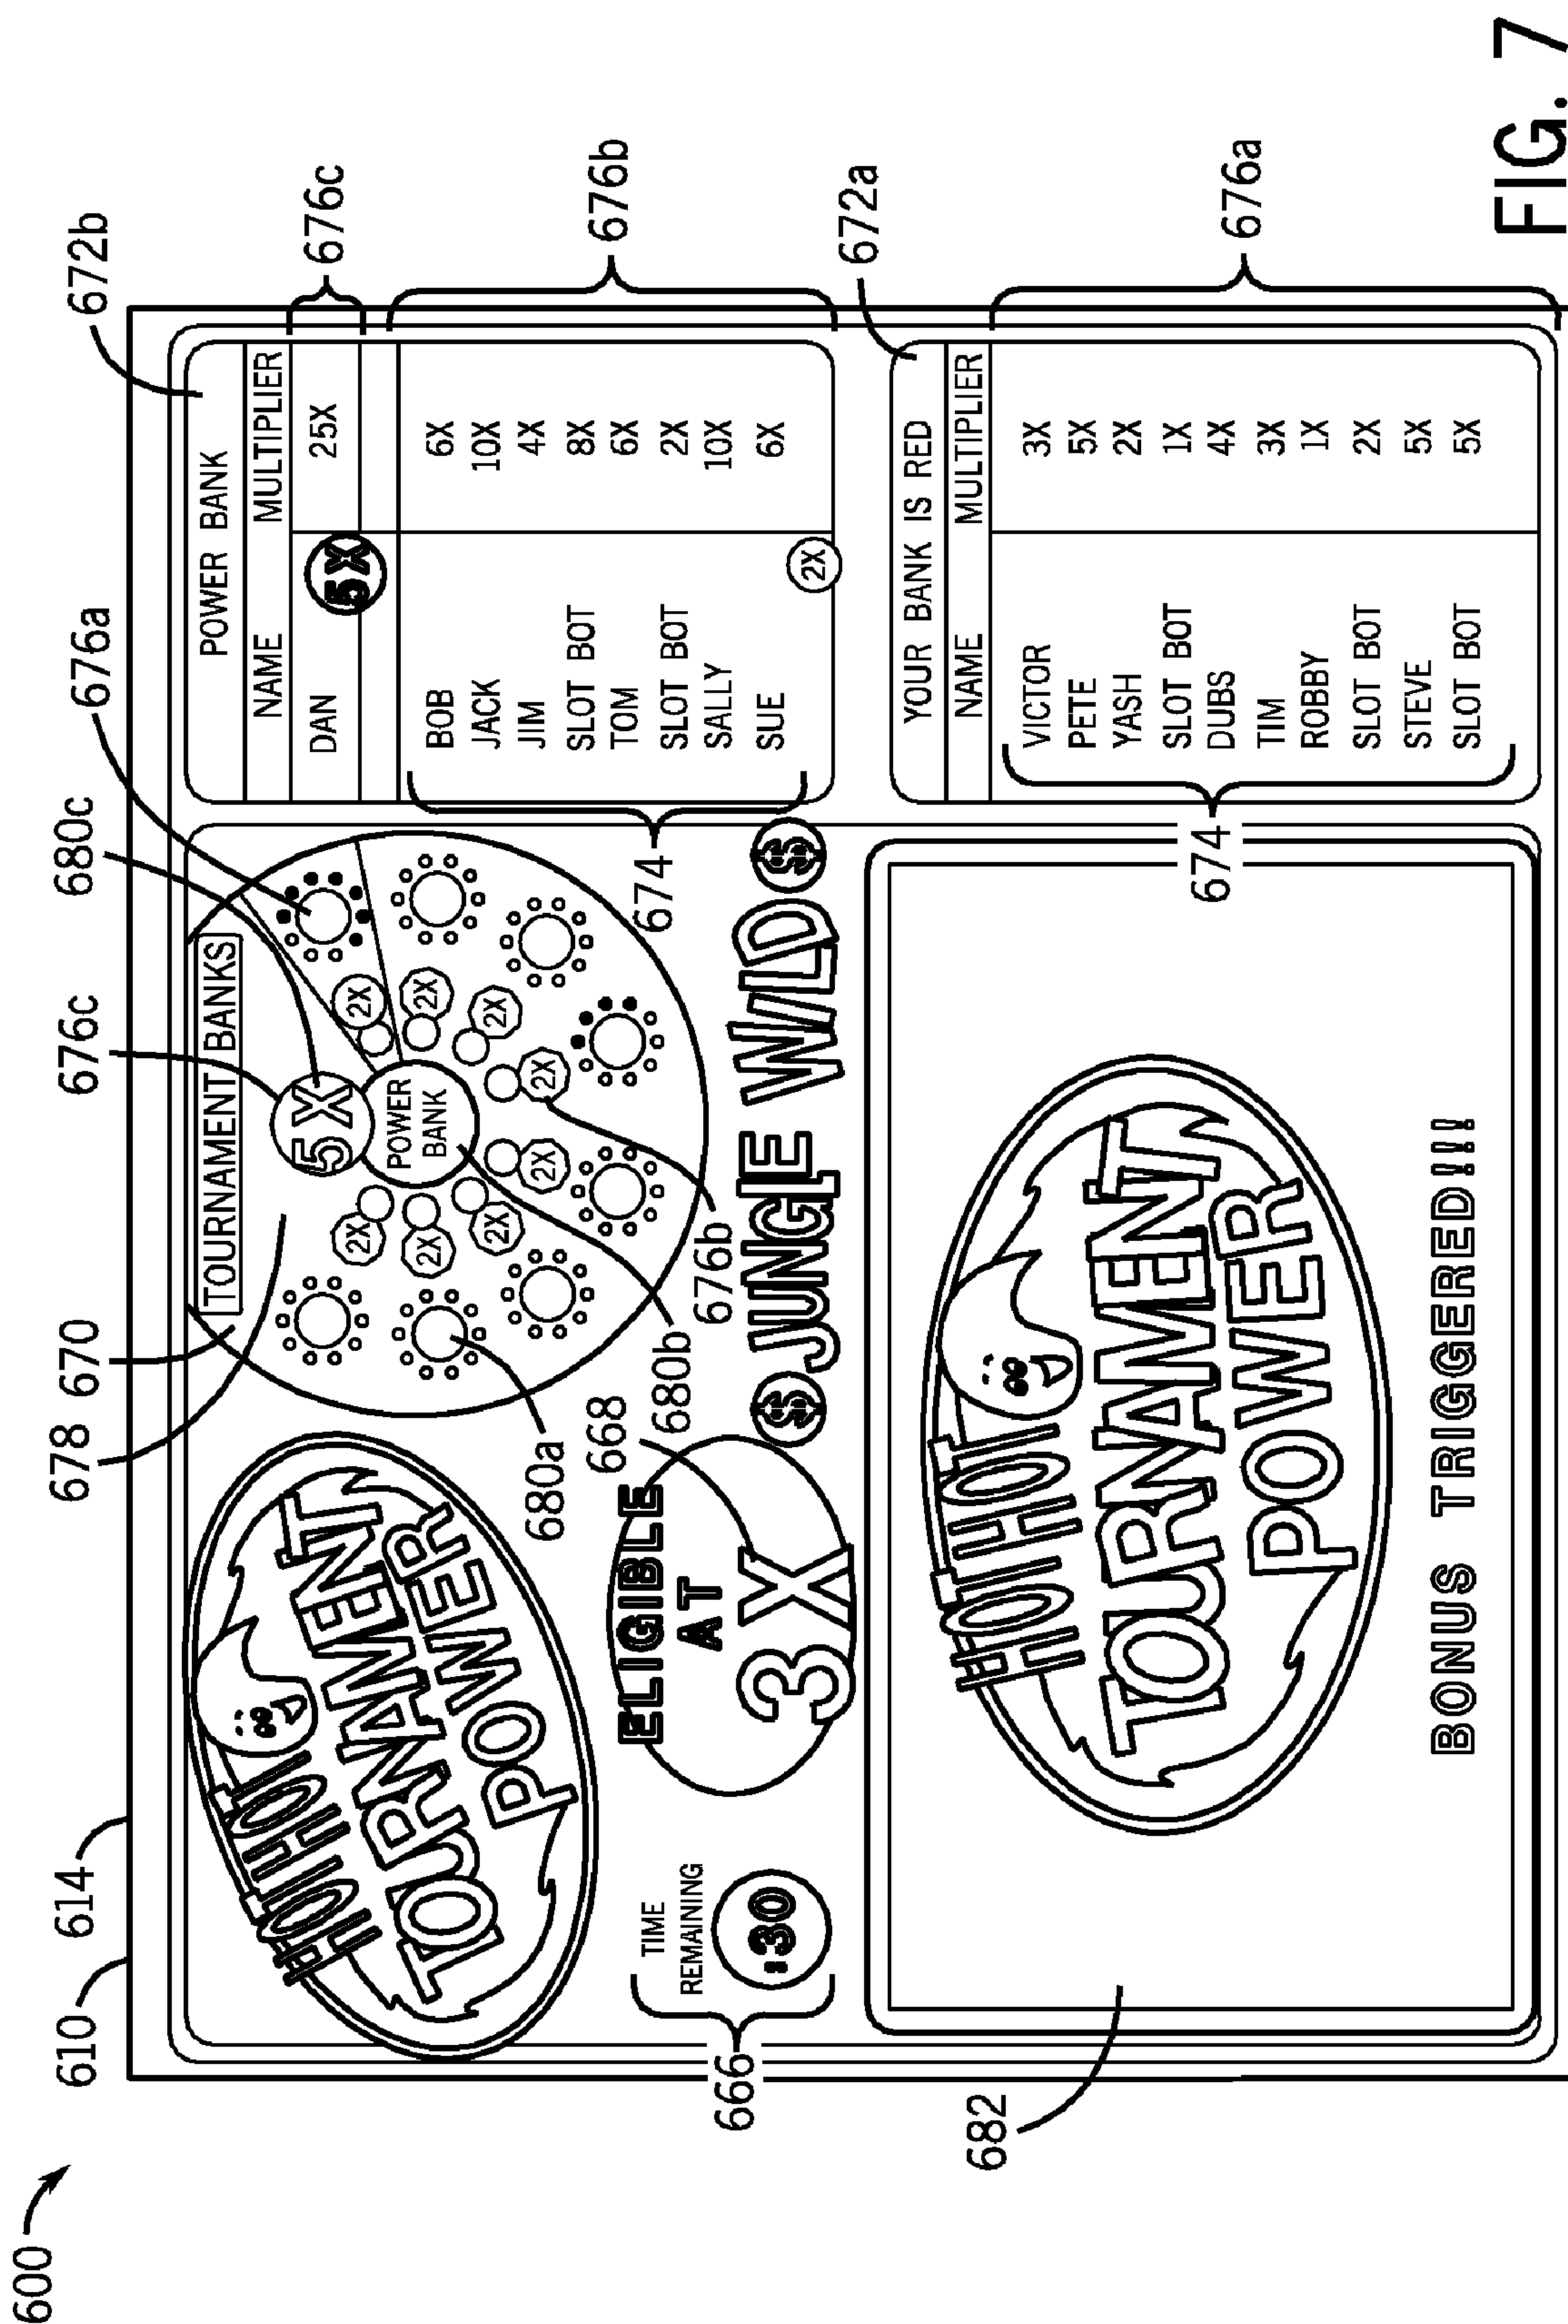 600
610
614
678
670
676c
680c
676a
672b
HOT HOT
TOURNAMENT
POWER
TOURNAMENT BANKS
5X
POWER
BANK
2X
2X
2X
2X
2X
2X
2X
2X
680a
668
680b
676b
674
ELIGIBLE
AT
3X
TIME
REMAINING
:30
666
$ JUNGLE WILD $
682
HOT HOT
TOURNAMENT
POWER
BONUS TRIGGERED!!!
POWER BANK
NAME MULTIPLIER
DAN 25X
5X
BOB 6X
JACK 10X
JIM 4X
SLOT BOT 8X
TOM 6X
SLOT BOT 2X
SALLY 10X
SUE 6X
2X
676c
676b
672a
YOUR BANK IS RED
NAME MULTIPLIER
VICTOR 3X
PETE 5X
YASH 2X
SLOT BOT 1X
DUBS 4X
TIM 3X
ROBBY 1X
SLOT BOT 2X
STEVE 5X
SLOT BOT 5X
674
676a
FIG. 7